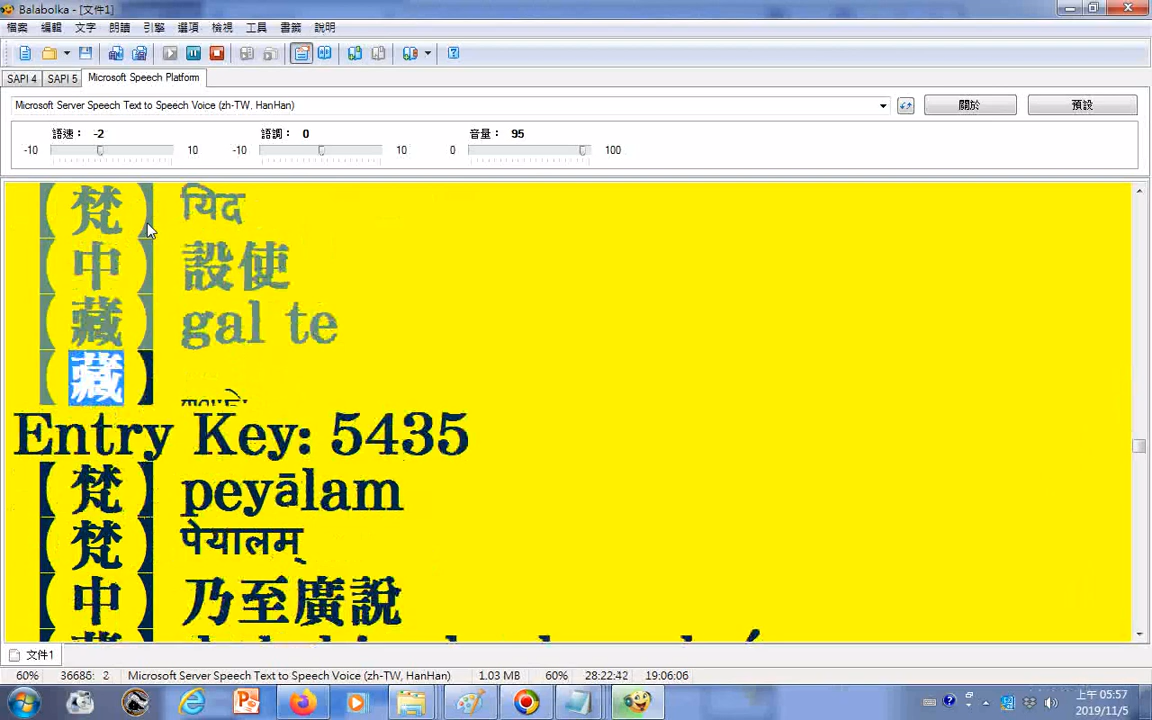 Balabolka - [文件1]
檔案 編輯 文字 朗讀 引擎 選項 檢視 工具 書籤 說明
SAPI 4 SAPI 5 Microsoft Speech Platform
Microsoft Server Speech Text to Speech Voice (zh-TW, HanHan) 關於 預設
語速： -2 語調： 0 音量： 95
-10 10 -10 10 0 100
【梵】 यदि
【中】 設使
【藏】 gal te
【藏】
Entry Key: 5435
【梵】 peyālam
【梵】 पेयालम्
【中】 乃至廣說
文件1
60% 36685: 2 Microsoft Server Speech Text to Speech Voice (zh-TW, HanHan) 1.03 MB 60% 28:22:42 19:06:06
上午 05:57
2019/11/5